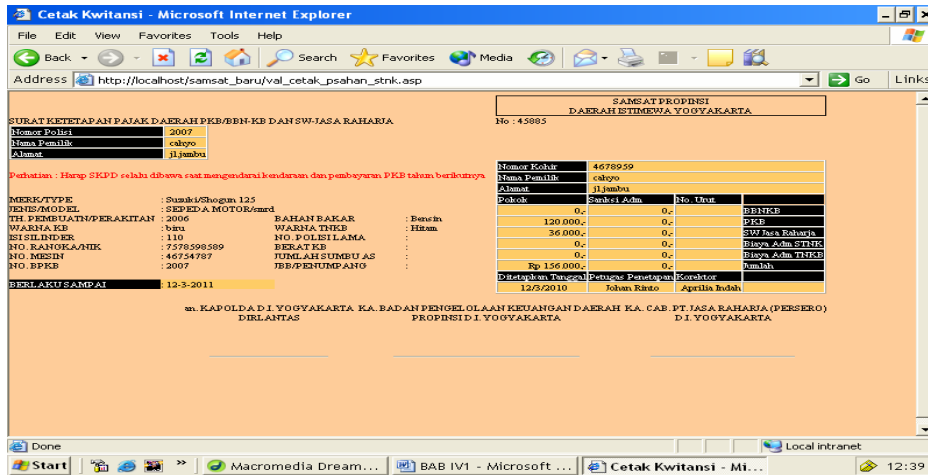 Cetak Kwitansi - Microsoft Internet Explorer
File Edit View Favorites Tools Help
Back Search Favorites Media
Address http://localhost/samsat_baru/val_cetak_psahan_stnk.asp Go Links
SAMSAT PROPINSI
DAERAH ISTIMEWA YOGYAKARTA
SURAT KETETAPAN PAJAK DAERAH PKB/BBN-KB DAN SW-JASA RAHARJA No : 45885
Nomor Polisi 2007
Nama Pemilik cahyo
Alamat jl.jambu
Perhatian : Harap SKPD selalu dibawa saat mengendarai kendaraan dan pembayaran PKB tahun berikutnya
Nomor Kohir 4678959
Nama Pemilik cahyo
Alamat jl.jambu
MERK/TYPE : Suzuki/Shogun 125
JENIS/MODEL : SEPEDA MOTOR/smrd
TH. PEMBUATN/PERAKITAN : 2006 BAHAN BAKAR : Bensin
WARNA KB : biru WARNA TNKB : Hitam
ISI SILINDER : 110 NO. POLISI LAMA :
NO. RANGKA/NIK : 7578598589 BERAT KB :
NO. MESIN : 46754787 JUMLAH SUMBU AS :
NO. BPKB : 2007 JBB/PENUMPANG :
BERLAKU SAMPAI : 12-3-2011
Pokok Sanksi Adm No. Urut
0,- 0,- BBNKB
120.000,- 0,- PKB
36.000,- 0,- SW Jasa Raharja
0,- 0,- Biaya Adm STNK
0,- 0,- Biaya Adm TNKB
Rp 156.000,- 0,- Jumlah
Ditetapkan Tanggal Petugas Penetapan Korektor
12/3/2010 Johan Rinto Aprilia Indah
an. KAPOLDA D.I. YOGYAKARTA KA. BADAN PENGELOLAAN KEUANGAN DAERAH KA. CAB. PT. JASA RAHARJA (PERSERO)
DIRLANTAS PROPINSI D.I. YOGYAKARTA D.I. YOGYAKARTA
Done Local intranet
Start Macromedia Dream... BAB IV1 - Microsoft ... Cetak Kwitansi - Mi... 12:39